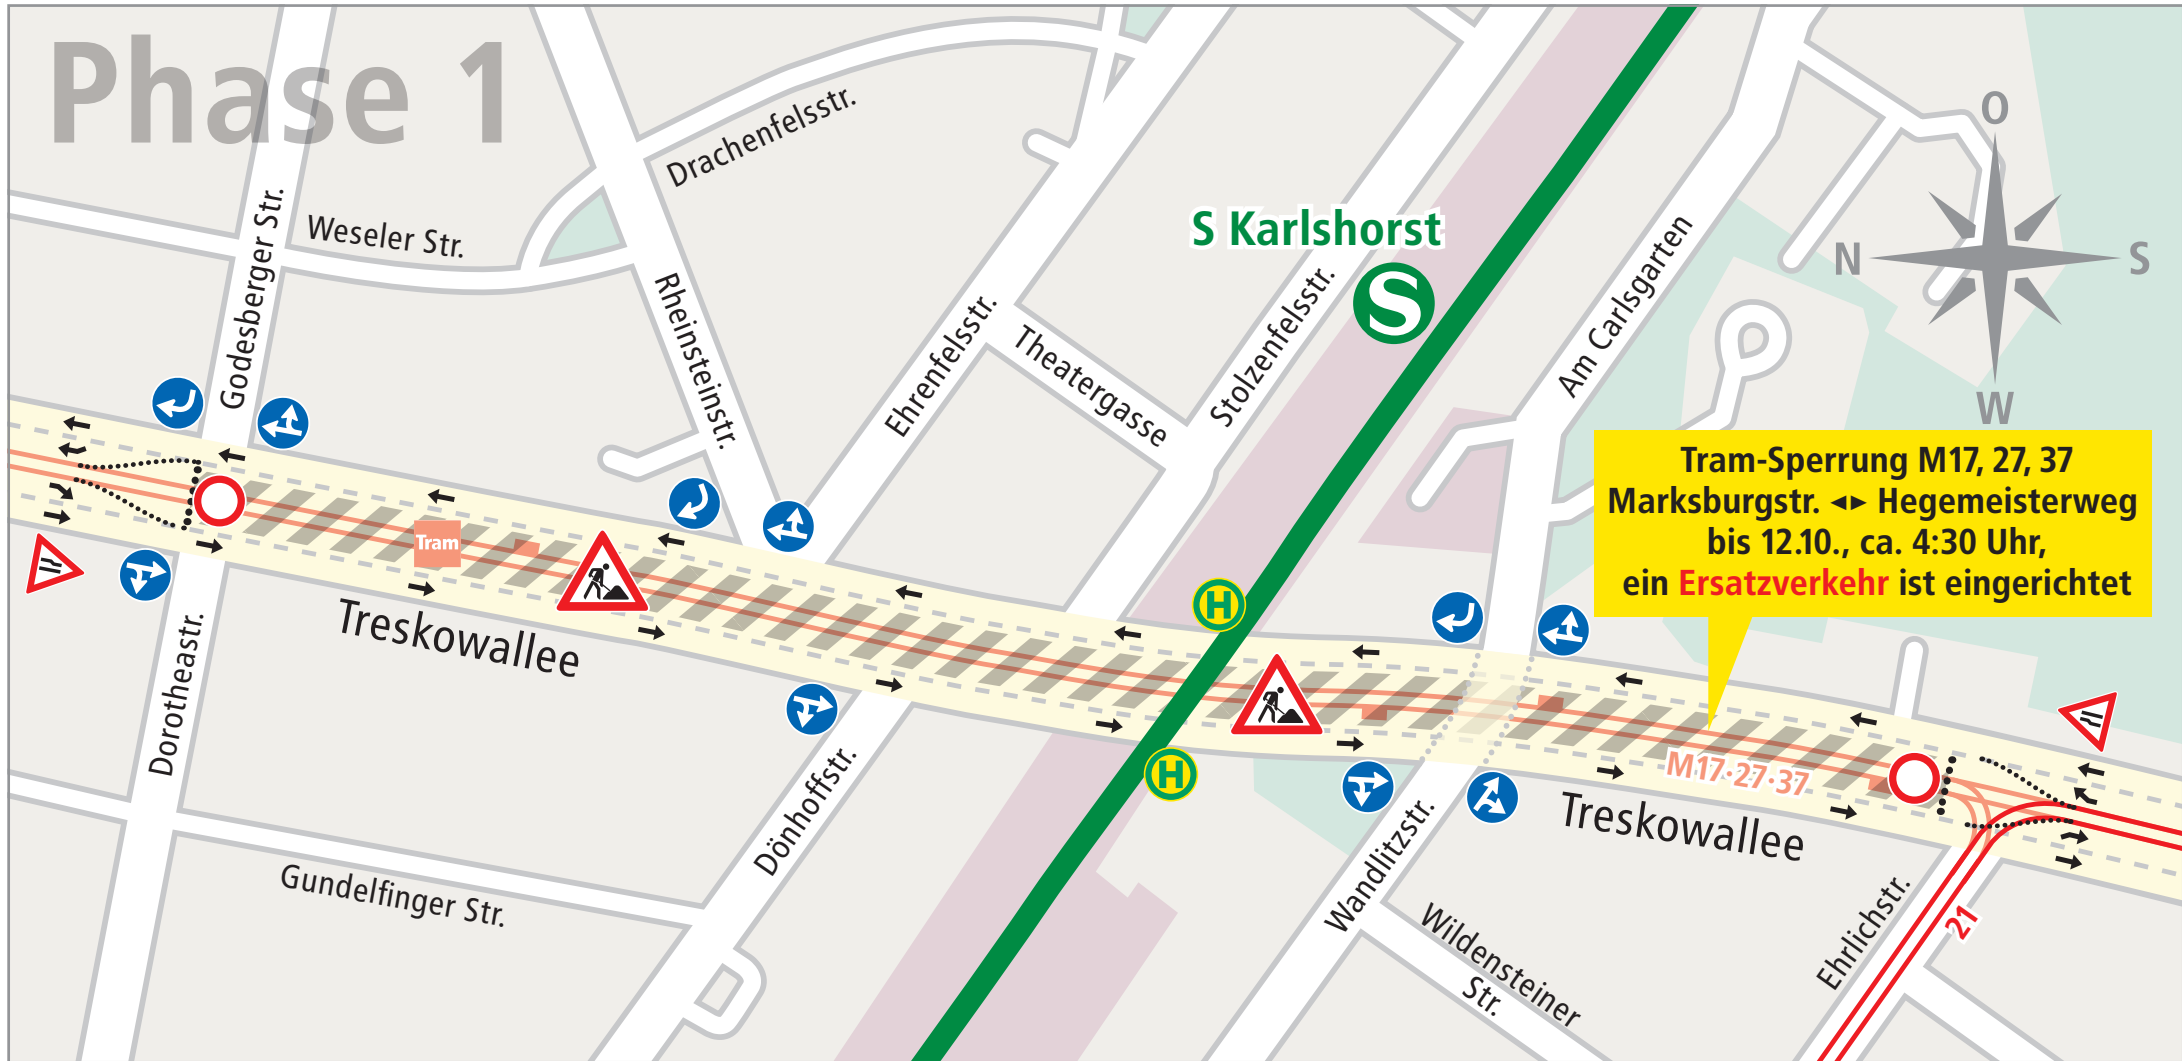 Phase 1
O
N
S
W
Drachenfelsstr.
Weseler Str.
Godesberger Str.
Rheinsteinstr.
S Karlshorst
S
Ehrenfelsstr.
Theatergasse
Stolzenfelsstr.
Am Carlsgarten
Tram-Sperrung M17, 27, 37
Marksburgstr. ◄► Hegemeisterweg
bis 12.10., ca. 4:30 Uhr,
ein Ersatzverkehr ist eingerichtet
Tram
H
H
Treskowallee
Dorotheastr.
Gundelfinger Str.
Dönhoffstr.
M17·27·37
Treskowallee
Wandlitzstr.
Wildensteiner
Str.
Ehrlichstr.
21